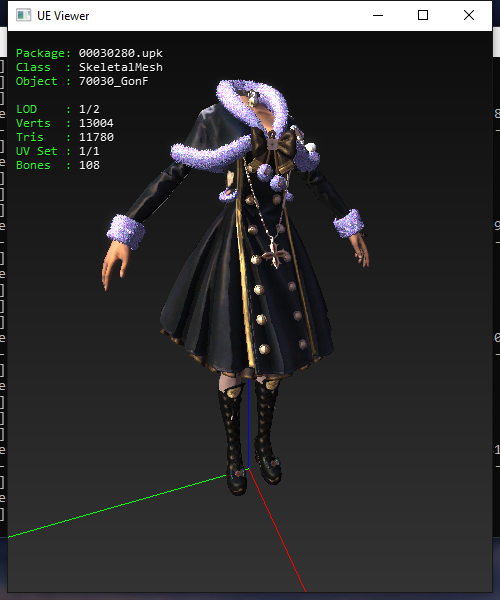 UE Viewer
Package: 00030280.upk
Class : SkeletalMesh
Object : 70030_GonF
LOD : 1/2
Verts : 13004
Tris : 11780
UV Set : 1/1
Bones : 108